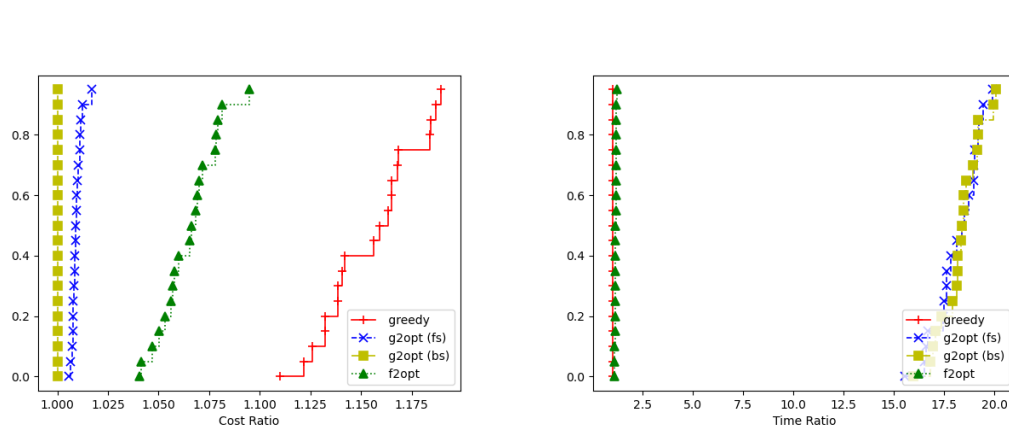 0.8
0.6
0.4
0.2
0.0
1.000 1.025 1.050 1.075 1.100 1.125 1.150 1.175
Cost Ratio
greedy
g2opt (fs)
g2opt (bs)
f2opt
0.8
0.6
0.4
0.2
0.0
2.5 5.0 7.5 10.0 12.5 15.0 17.5 20.0
Time Ratio
greedy
g2opt (fs)
g2opt (bs)
f2opt